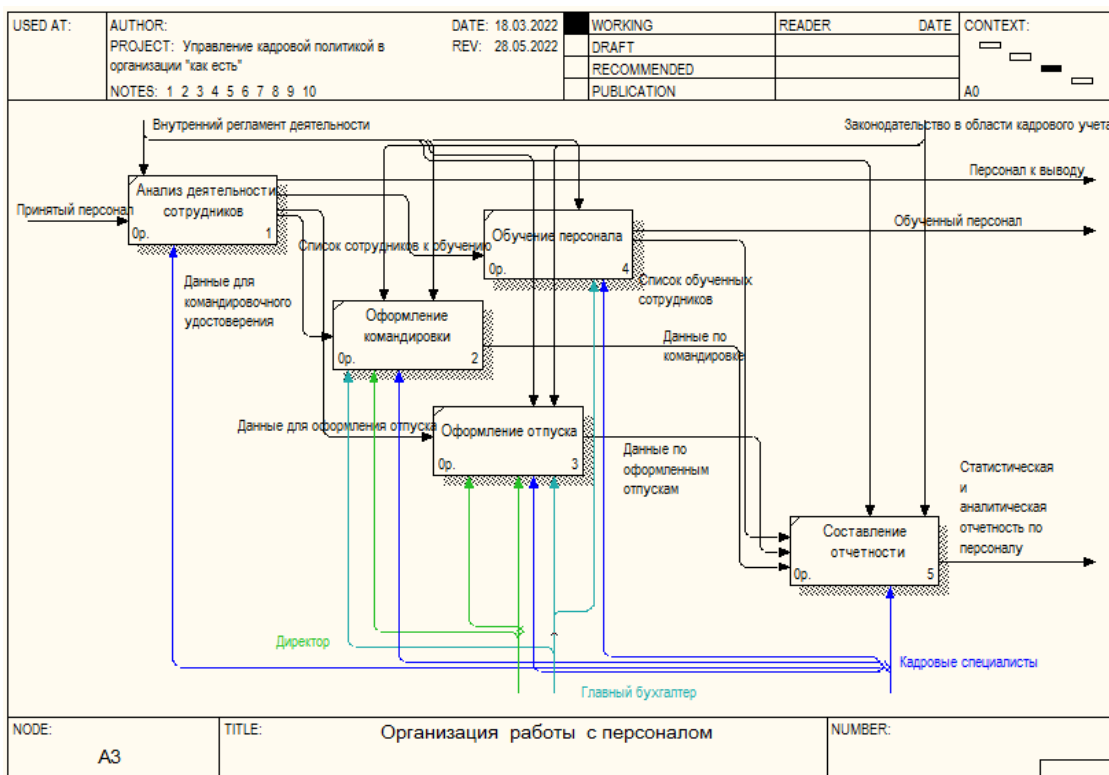 USED AT:
AUTHOR:
DATE: 18.03.2022
PROJECT: Управление кадровой политикой в
организации "как есть"
REV: 28.05.2022
NOTES: 1 2 3 4 5 6 7 8 9 10
WORKING
DRAFT
RECOMMENDED
PUBLICATION
READER
DATE
CONTEXT:
A0
Внутренний регламент деятельности
Законодательство в области кадрового учета
Персонал к выводу
Анализ деятельности
сотрудников
0р.
1
Принятый персонал
Обученный персонал
Обучение персонала
0р.
4
Список сотрудников к обучению
Данные для
командировочного
удостоверения
Список обученных
сотрудников
Оформление
командировки
0р.
2
Данные по
командировке
Данные для оформления отпуска
Оформление отпуска
0р.
3
Данные по
оформленным
отпускам
Статистическая
и
аналитическая
отчетность по
персоналу
Составление
отчетности
0р.
5
Директор
Кадровые специалисты
Главный бухгалтер
NODE:
A3
TITLE:
Организация работы с персоналом
NUMBER: